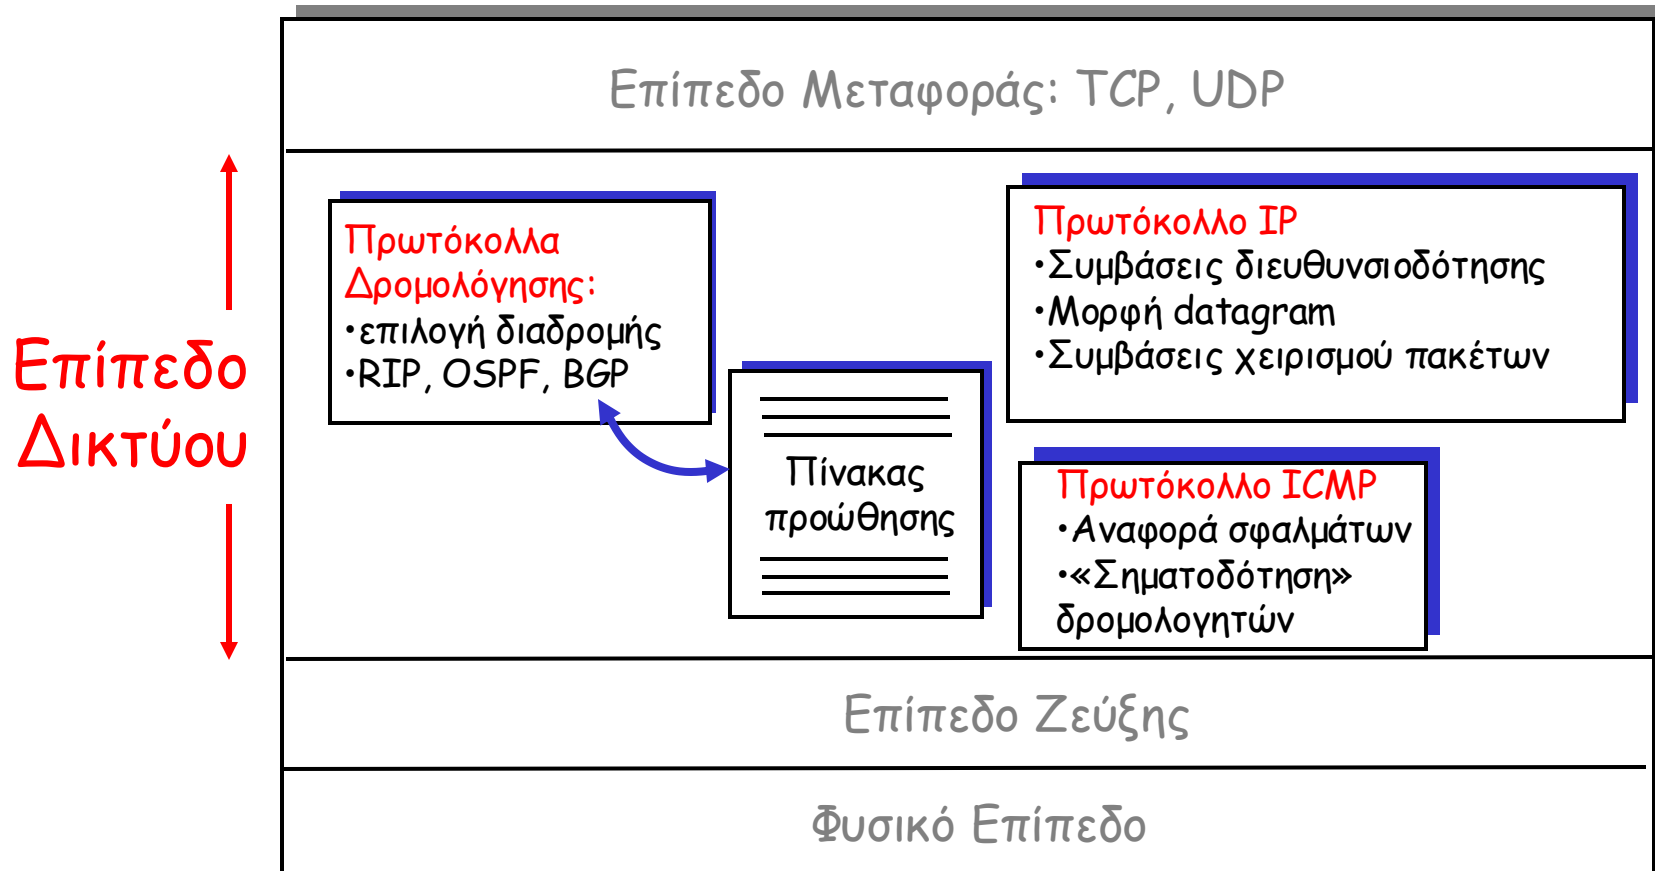 Επίπεδο Μεταφοράς: TCP, UDP
Επίπεδο
Δικτύου
Πρωτόκολλα
Δρομολόγησης:
•επιλογή διαδρομής
•RIP, OSPF, BGP
Πίνακας
προώθησης
Πρωτόκολλο IP
•Συμβάσεις διευθυνσιοδότησης
•Μορφή datagram
•Συμβάσεις χειρισμού πακέτων
Πρωτόκολλο ICMP
•Αναφορά σφαλμάτων
•«Σηματοδότηση»
δρομολογητών
Επίπεδο Ζεύξης
Φυσικό Επίπεδο